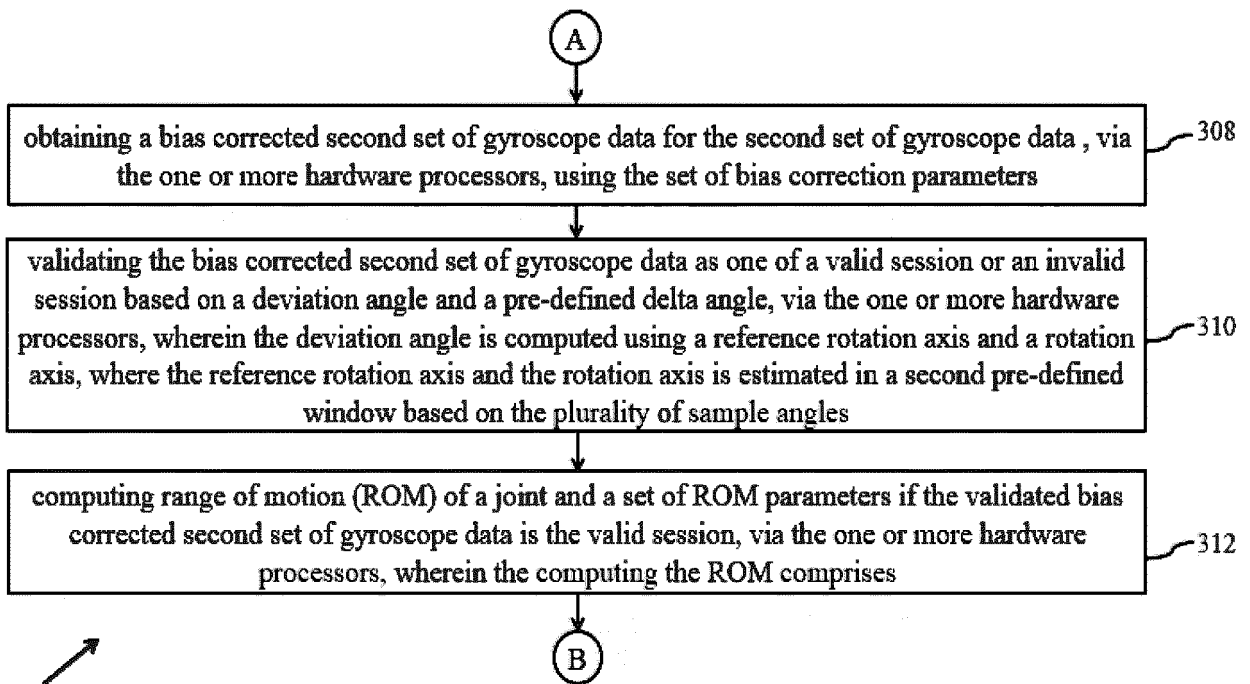 A
obtaining a bias corrected second set of gyroscope data for the second set of gyroscope data , via
the one or more hardware processors, using the set of bias correction parameters
308
validating the bias corrected second set of gyroscope data as one of a valid session or an invalid
session based on a deviation angle and a pre-defined delta angle, via the one or more hardware
processors, wherein the deviation angle is computed using a reference rotation axis and a rotation
axis, where the reference rotation axis and the rotation axis is estimated in a second pre-defined
window based on the plurality of sample angles
310
computing range of motion (ROM) of a joint and a set of ROM parameters if the validated bias
corrected second set of gyroscope data is the valid session, via the one or more hardware
processors, wherein the computing the ROM comprises
312
B